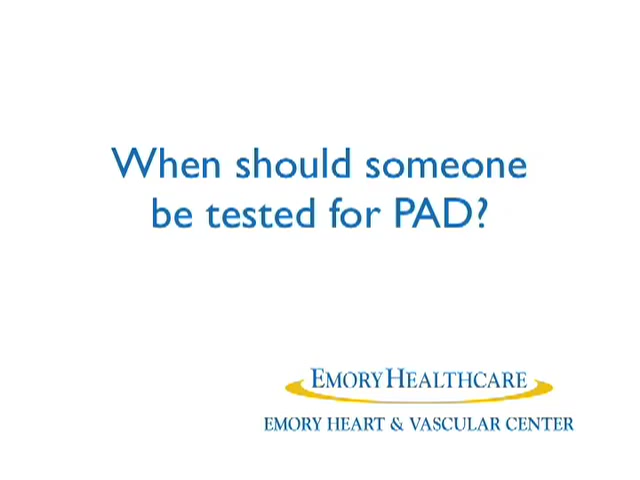 When should someone
be tested for PAD?
EMORY HEALTHCARE
EMORY HEART & VASCULAR CENTER